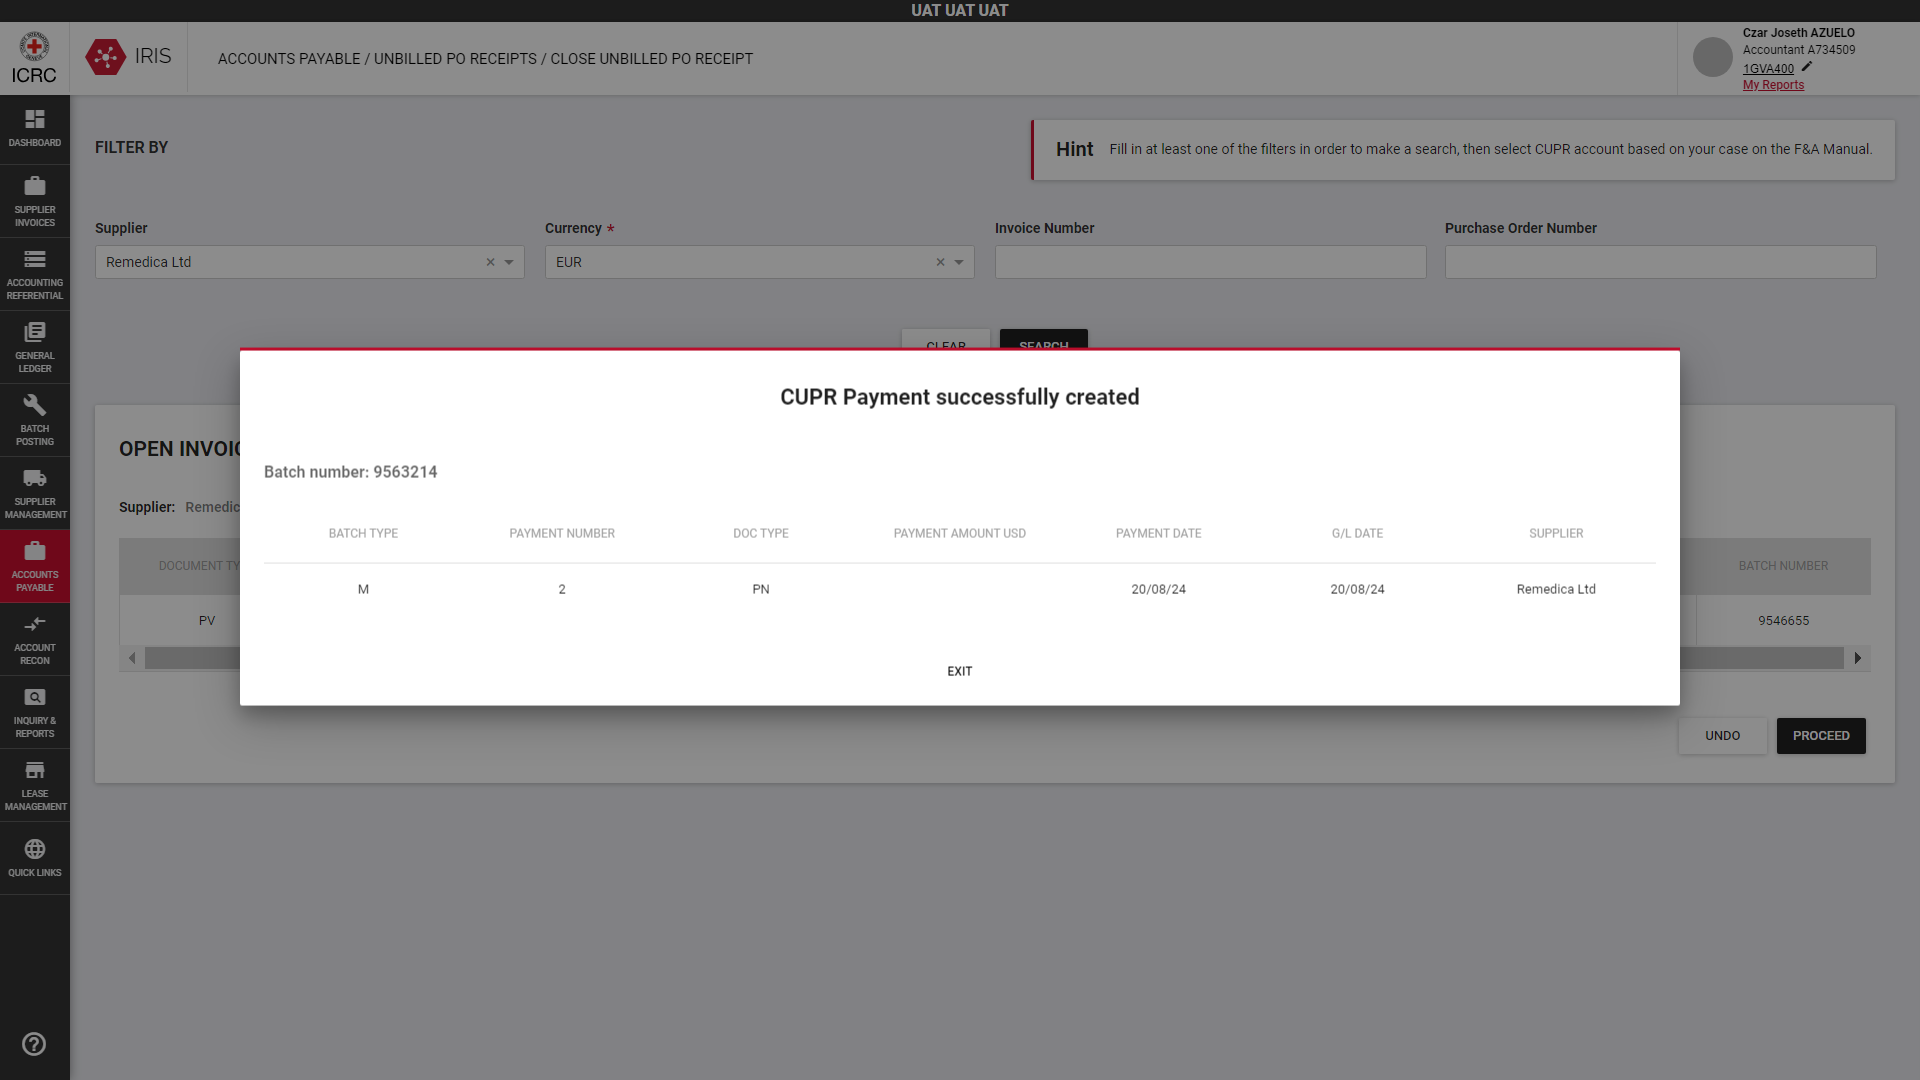 UAT UAT UAT
ICRC
IRIS
ACCOUNTS PAYABLE / UNBILLED PO RECEIPTS / CLOSE UNBILLED PO RECEIPT
Czar Joseth AZUELO
Accountant A734509
1GVA400
My Reports
DASHBOARD
SUPPLIER
INVOICES
ACCOUNTING
REFERENTIAL
GENERAL
LEDGER
BATCH
POSTING
SUPPLIER
MANAGEMENT
ACCOUNTS
PAYABLE
ACCOUNT
RECON
INQUIRY &
REPORTS
LEASE
MANAGEMENT
QUICK LINKS
FILTER BY
Hint Fill in at least one of the filters in order to make a search, then select CUPR account based on your case on the F&A Manual.
Supplier Currency * Invoice Number Purchase Order Number
Remedica Ltd × EUR ×
CLEAR SEARCH
OPEN INVOIC
Supplier: Remedic
DOCUMENT TY BATCH NUMBER
PV 9546655
CUPR Payment successfully created
Batch number: 9563214
BATCH TYPE PAYMENT NUMBER DOC TYPE PAYMENT AMOUNT USD PAYMENT DATE G/L DATE SUPPLIER
M 2 PN 20/08/24 20/08/24 Remedica Ltd
EXIT
UNDO PROCEED